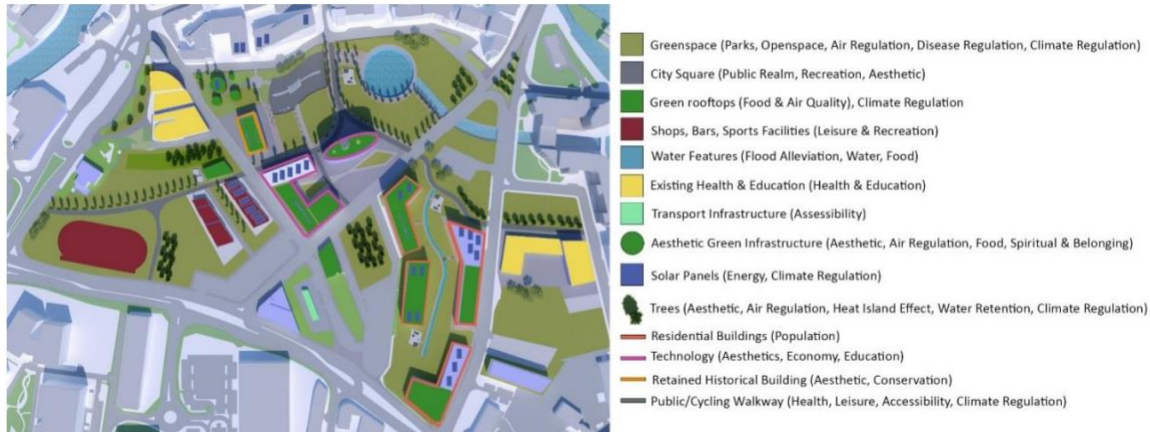 Greenspace (Parks, Openspace, Air Regulation, Disease Regulation, Climate Regulation)
City Square (Public Realm, Recreation, Aesthetic)
Green rooftops (Food & Air Quality), Climate Regulation
Shops, Bars, Sports Facilities (Leisure & Recreation)
Water Features (Flood Alleviation, Water, Food)
Existing Health & Education (Health & Education)
Transport Infrastructure (Assessibility)
Aesthetic Green Infrastructure (Aesthetic, Air Regulation, Food, Spiritual & Belonging)
Solar Panels (Energy, Climate Regulation)
Trees (Aesthetic, Air Regulation, Heat Island Effect, Water Retention, Climate Regulation)
Residential Buildings (Population)
Technology (Aesthetics, Economy, Education)
Retained Historical Building (Aesthetic, Conservation)
Public/Cycling Walkway (Health, Leisure, Accessibility, Climate Regulation)